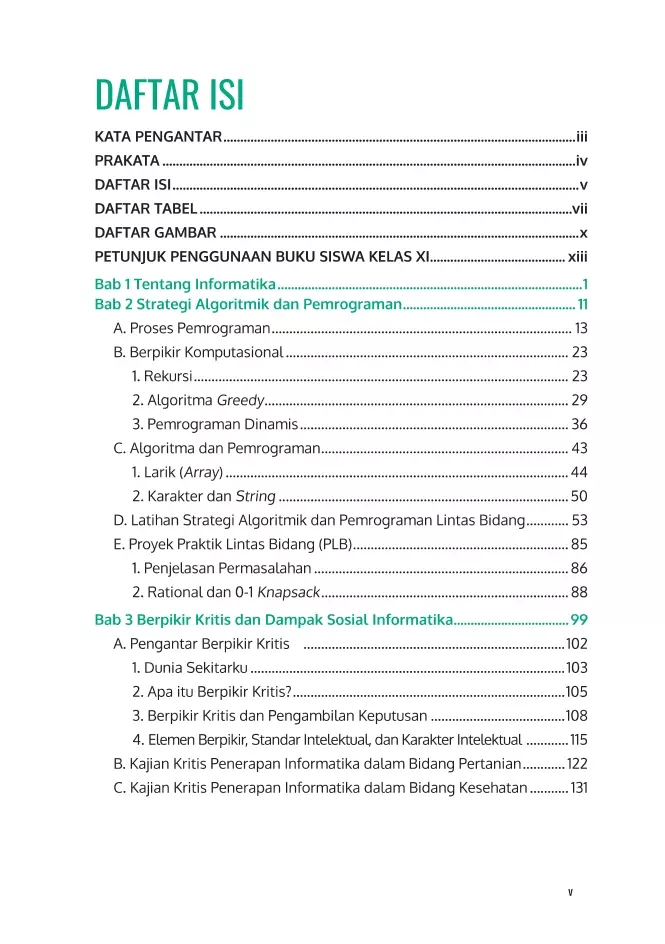 DAFTAR ISI
KATA PENGANTAR.......................................................................................................iii
PRAKATA .........................................................................................................................iv
DAFTAR ISI.......................................................................................................................v
DAFTAR TABEL .............................................................................................................vii
DAFTAR GAMBAR ..........................................................................................................x
PETUNJUK PENGGUNAAN BUKU SISWA KELAS XI........................................ xiii
Bab 1 Tentang Informatika..........................................................................................1
Bab 2 Strategi Algoritmik dan Pemrograman................................................... 11
A. Proses Pemrograman.................................................................................... 13
B. Berpikir Komputasional ............................................................................... 23
1. Rekursi......................................................................................................... 23
2. Algoritma Greedy..................................................................................... 29
3. Pemrograman Dinamis........................................................................... 36
C. Algoritma dan Pemrograman..................................................................... 43
1. Larik (Array) ................................................................................................ 44
2. Karakter dan String ................................................................................. 50
D. Latihan Strategi Algoritmik dan Pemrograman Lintas Bidang............ 53
E. Proyek Praktik Lintas Bidang (PLB)............................................................ 85
1. Penjelasan Permasalahan ....................................................................... 86
2. Rational dan 0-1 Knapsack..................................................................... 88
Bab 3 Berpikir Kritis dan Dampak Sosial Informatika.................................. 99
A. Pengantar Berpikir Kritis .........................................................................102
1. Dunia Sekitarku ........................................................................................103
2. Apa itu Berpikir Kritis?............................................................................105
3. Berpikir Kritis dan Pengambilan Keputusan ......................................108
4. Elemen Berpikir, Standar Intelektual, dan Karakter Intelektual ............115
B. Kajian Kritis Penerapan Informatika dalam Bidang Pertanian............122
C. Kajian Kritis Penerapan Informatika dalam Bidang Kesehatan ........... 131
v